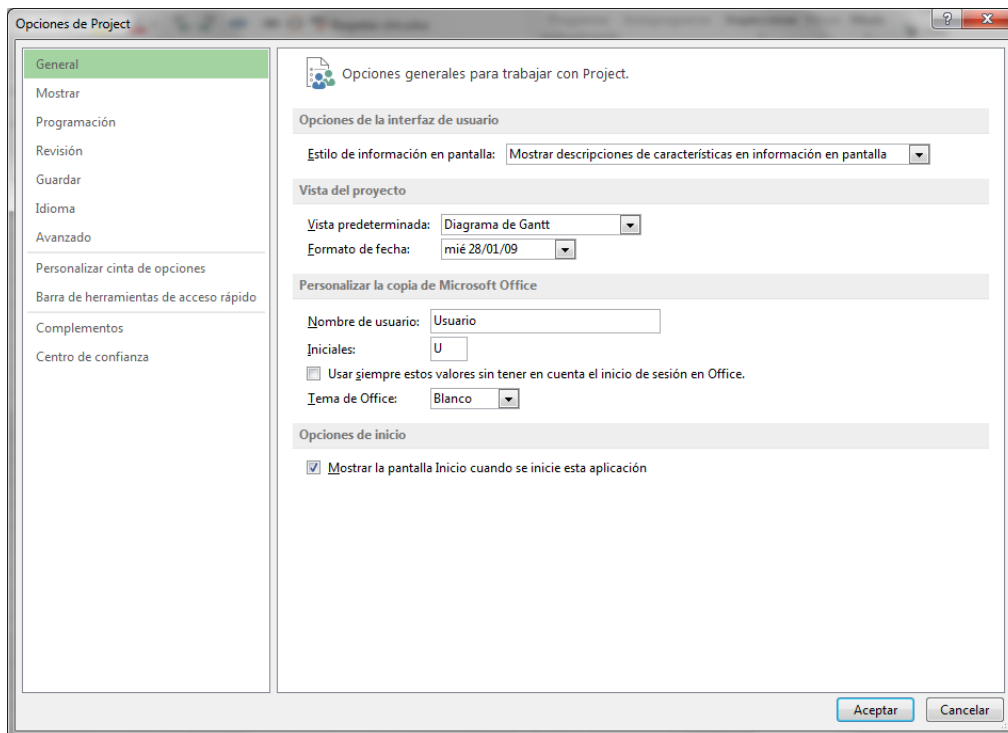 Opciones de Project
General
Mostrar
Programación
Revisión
Guardar
Idioma
Avanzado
Personalizar cinta de opciones
Barra de herramientas de acceso rápido
Complementos
Centro de confianza
Opciones generales para trabajar con Project.
Opciones de la interfaz de usuario
Estilo de información en pantalla: Mostrar descripciones de características en información en pantalla
Vista del proyecto
Vista predeterminada: Diagrama de Gantt
Formato de fecha: mié 28/01/09
Personalizar la copia de Microsoft Office
Nombre de usuario: Usuario
Iniciales: U
Usar siempre estos valores sin tener en cuenta el inicio de sesión en Office.
Tema de Office: Blanco
Opciones de inicio
Mostrar la pantalla Inicio cuando se inicie esta aplicación
Aceptar Cancelar